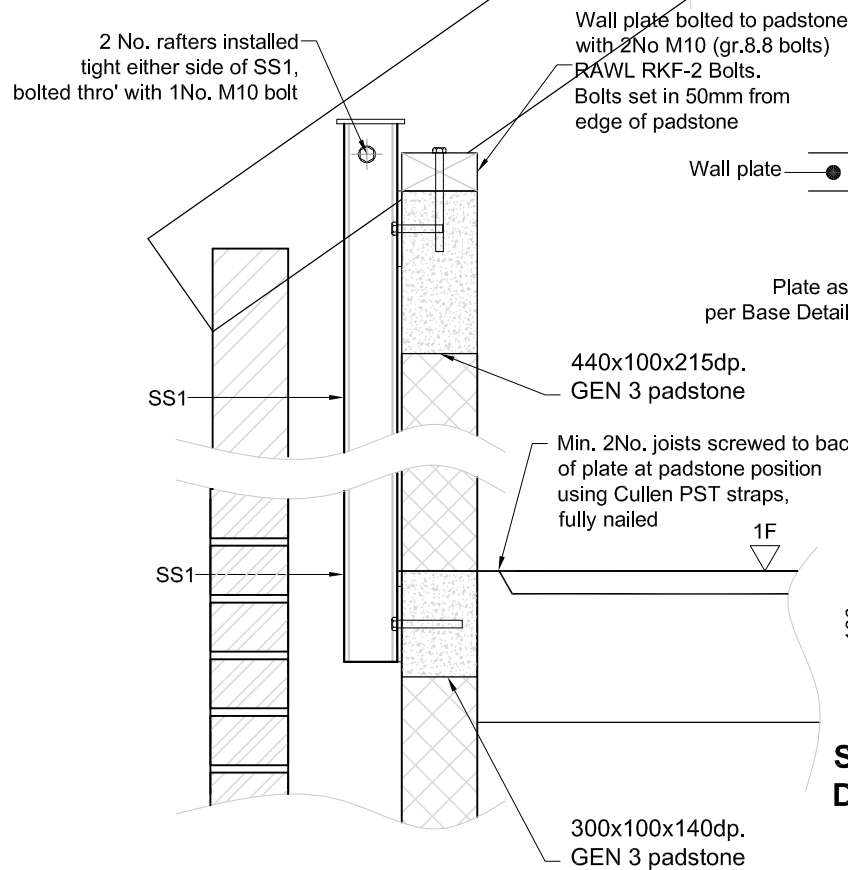 2 No. rafters installed
tight either side of SS1,
bolted thro' with 1No. M10 bolt
Wall plate bolted to padstone
with 2No M10 (gr.8.8 bolts)
RAWL RKF-2 Bolts.
Bolts set in 50mm from
edge of padstone
Wall plate
Plate as
per Base Detail
440x100x215dp.
GEN 3 padstone
SS1
Min. 2No. joists screwed to bac
of plate at padstone position
using Cullen PST straps,
fully nailed
1F
SS1
S
D
300x100x140dp.
GEN 3 padstone